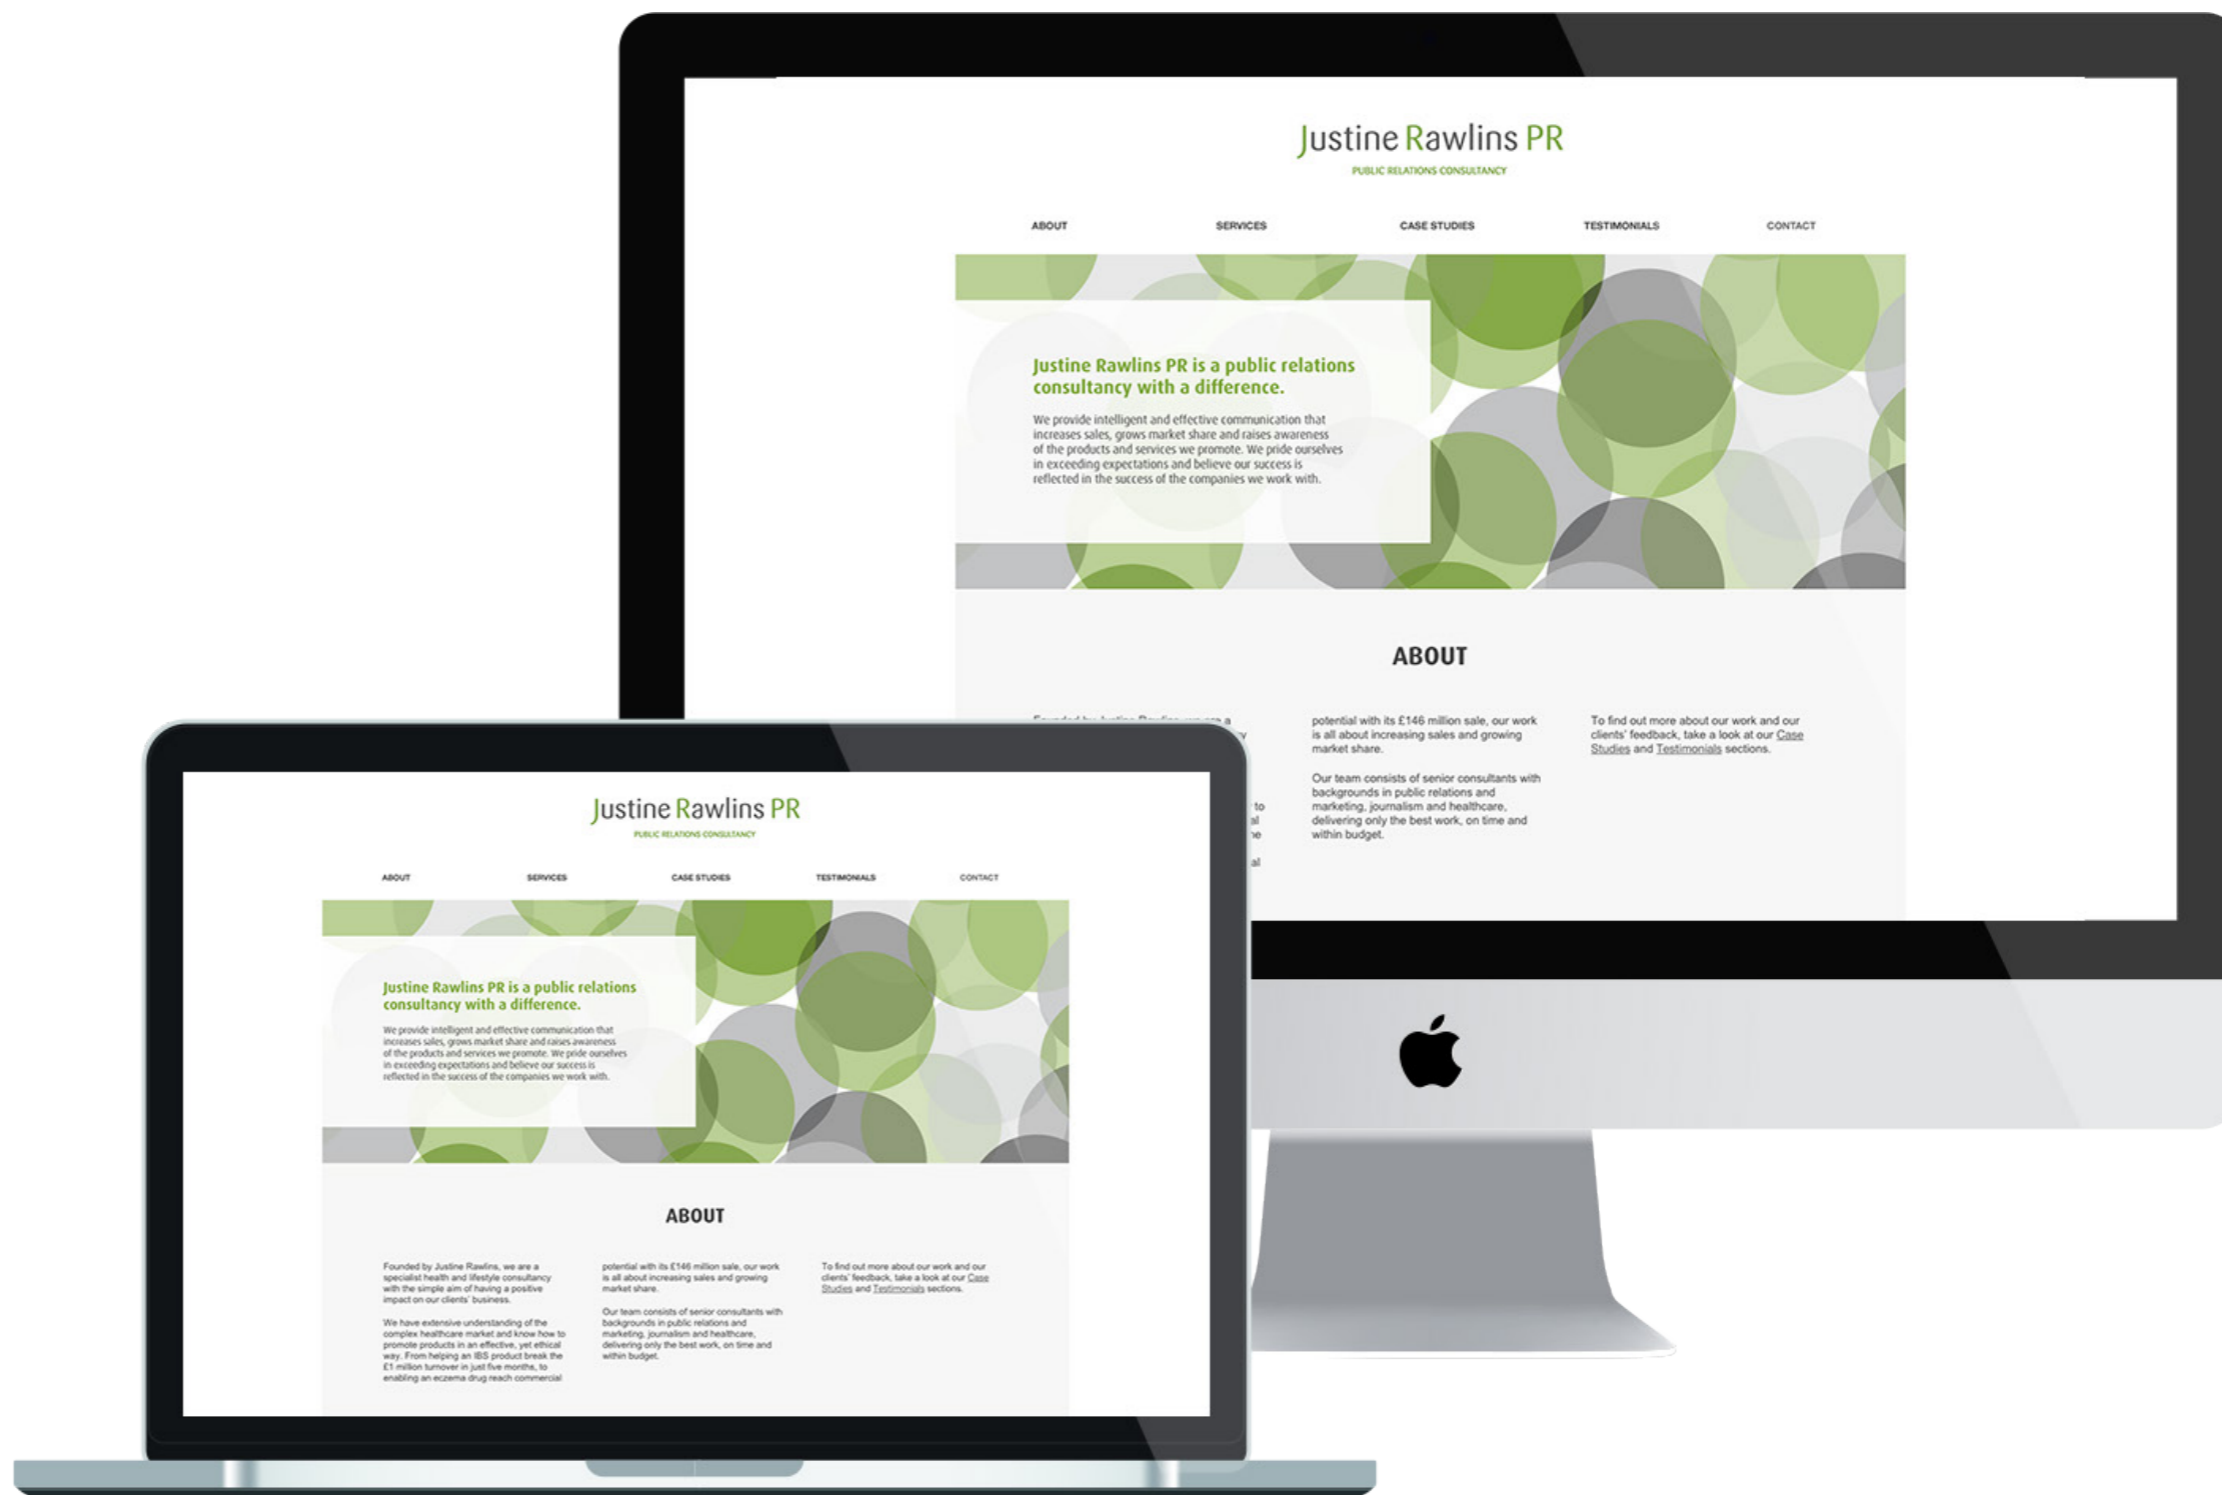 Justine Rawlins PR
PUBLIC RELATIONS CONSULTANCY
ABOUT SERVICES CASE STUDIES TESTIMONIALS CONTACT
Justine Rawlins PR is a public relations
consultancy with a difference.
We provide intelligent and effective communication that
increases sales, grows market share and raises awareness
of the products and services we promote. We pride ourselves
in exceeding expectations and believe our success is
reflected in the success of the companies we work with.
ABOUT
potential with its £146 million sale, our work
is all about increasing sales and growing
market share.
Our team consists of senior consultants with
backgrounds in public relations and
marketing, journalism and healthcare,
delivering only the best work, on time and
within budget.
To find out more about our work and our
clients' feedback, take a look at our Case
Studies and Testimonials sections.
Justine Rawlins PR
PUBLIC RELATIONS CONSULTANCY
ABOUT SERVICES CASE STUDIES TESTIMONIALS CONTACT
Justine Rawlins PR is a public relations
consultancy with a difference.
We provide intelligent and effective communication that
increases sales, grows market share and raises awareness
of the products and services we promote. We pride ourselves
in exceeding expectations and believe our success is
reflected in the success of the companies we work with.
ABOUT
Founded by Justine Rawlins, we are a
specialist health and lifestyle consultancy
with the simple aim of having a positive
impact on our clients' business.
We have extensive understanding of the
complex healthcare market and know how to
promote products in an effective, yet ethical
way. From helping an IBS product break the
£1 million turnover in just five months, to
enabling an eczema drug reach commercial
potential with its £146 million sale, our work
is all about increasing sales and growing
market share.
Our team consists of senior consultants with
backgrounds in public relations and
marketing, journalism and healthcare,
delivering only the best work, on time and
within budget.
To find out more about our work and our
clients' feedback, take a look at our Case
Studies and Testimonials sections.